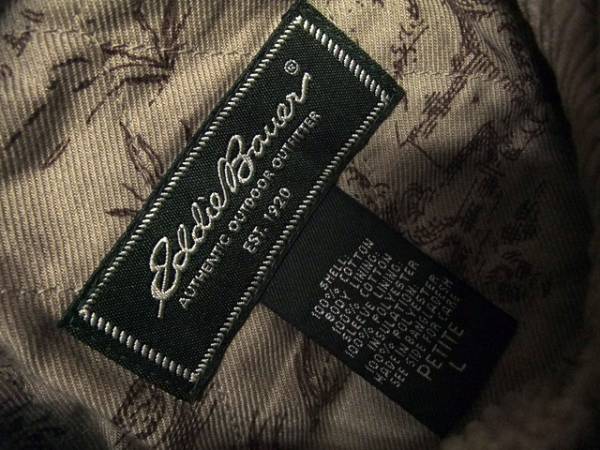 Eddie Bauer®
AUTHENTIC OUTDOOR OUTFITTER
EST. 1920
SHELL:
100% COTTON
BODY LINING:
100% COTTON
SLEEVE LINING:
100% POLYESTER
INSULATION:
100% POLYESTER
MADE IN BANGLADESH
SEE SIDE FOR CARE
PETITE
L